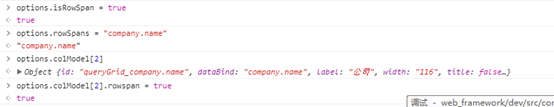 > options.isRowSpan = true
< true
> options.rowSpans = "company.name"
< "company.name"
> options.colModel[2]
< ▶ Object {id: "queryGrid_company.name", dataBind: "company.name", label: "公司", width: "116", title: false…}
> options.colModel[2].rowspan = true
< true
调试 - web_framework/dev/src/cor